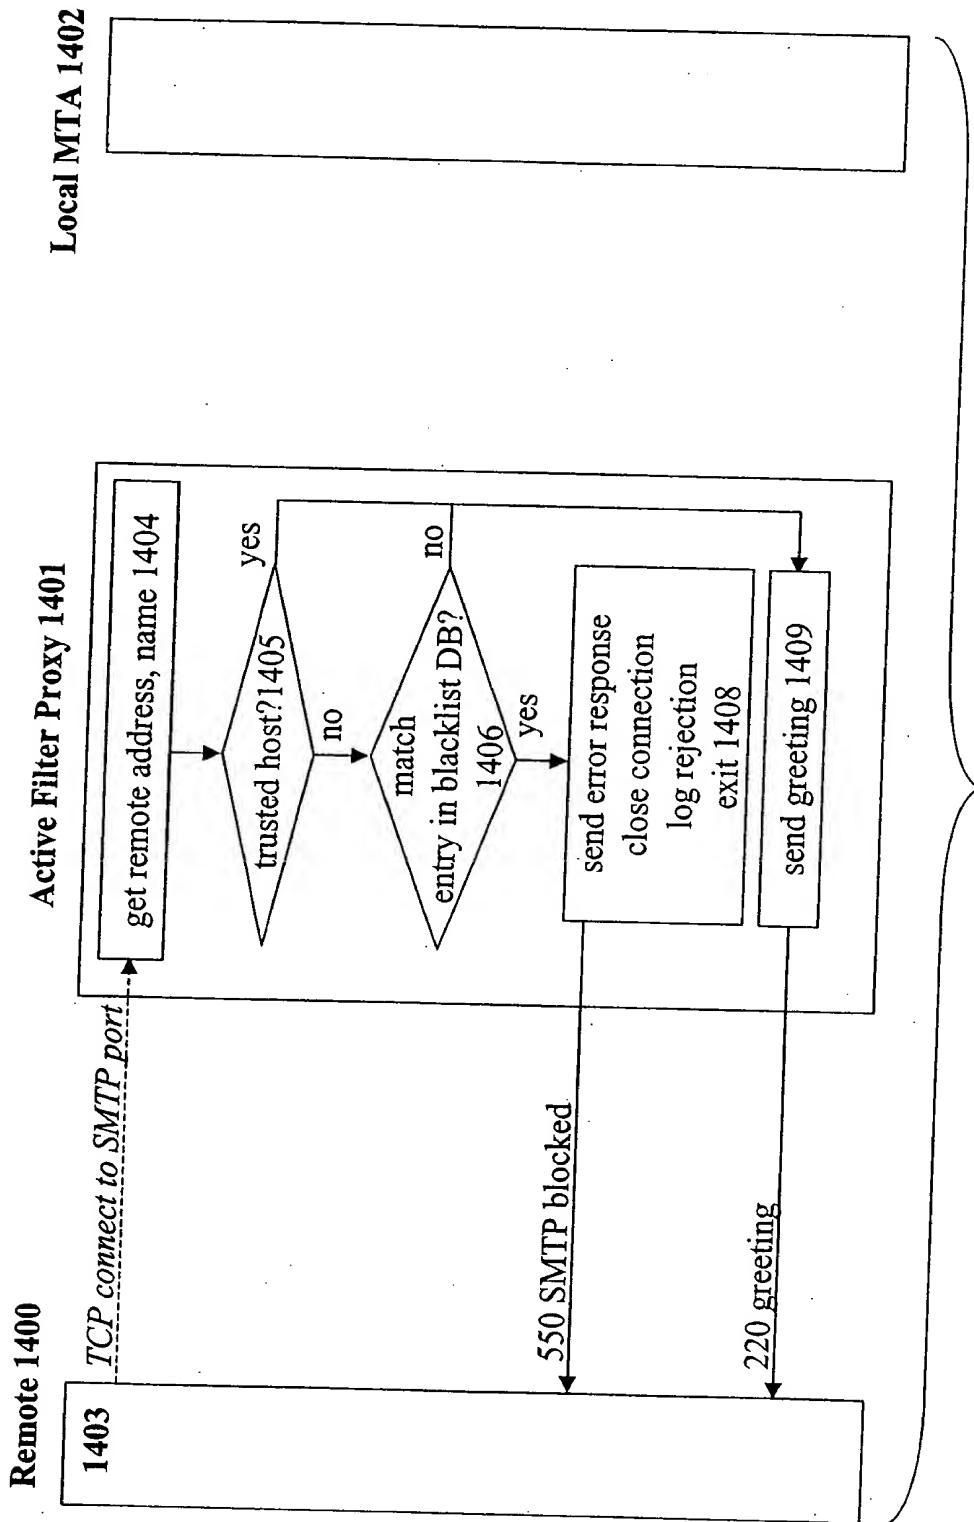 Remote 1400
Active Filter Proxy 1401
Local MTA 1402
1403
TCP connect to SMTP port
get remote address, name 1404
trusted host?1405
yes
no
match
entry in blacklist DB?
1406
no
yes
send error response
close connection
log rejection
exit 1408
550 SMTP blocked
send greeting 1409
220 greeting